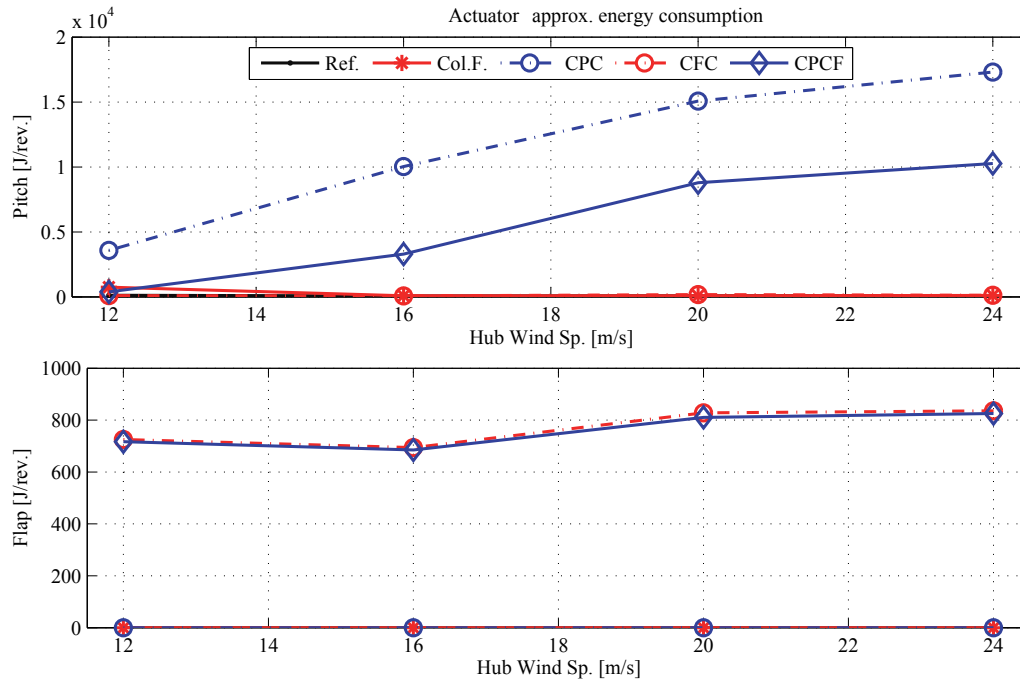 Actuator approx. energy consumption
x 10^4
Ref. Col.F. CPC CFC CPCF
2
1.5
1
0.5
0
Pitch [J/rev.]
12 14 16 18 20 22 24
Hub Wind Sp. [m/s]
1000
800
600
400
200
0
Flap [J/rev.]
12 14 16 18 20 22 24
Hub Wind Sp. [m/s]